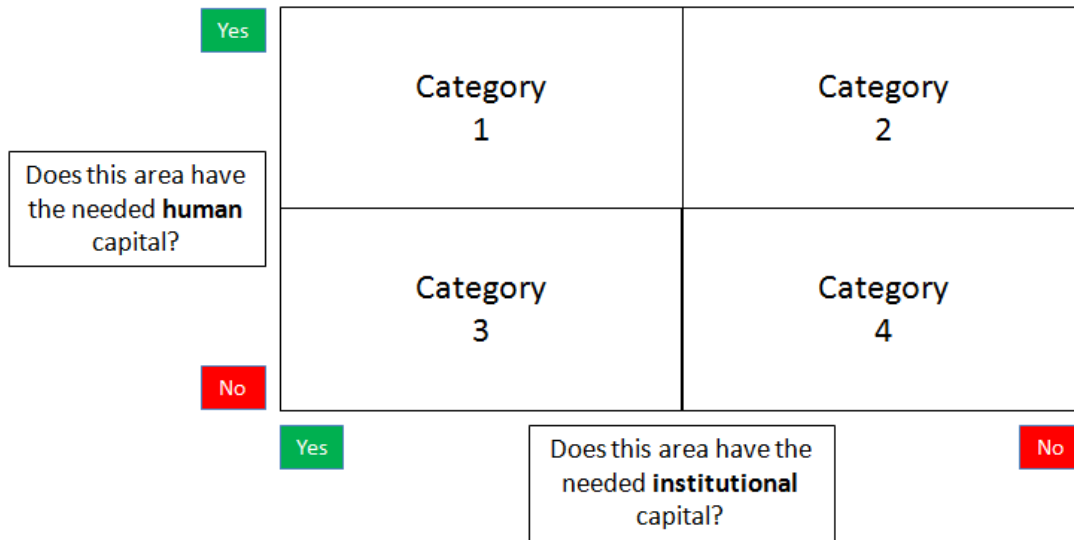 Yes
Category
1
Category
2
Does this area have
the needed human
capital?
Category
3
Category
4
No
Yes
Does this area have the
needed institutional
capital?
No